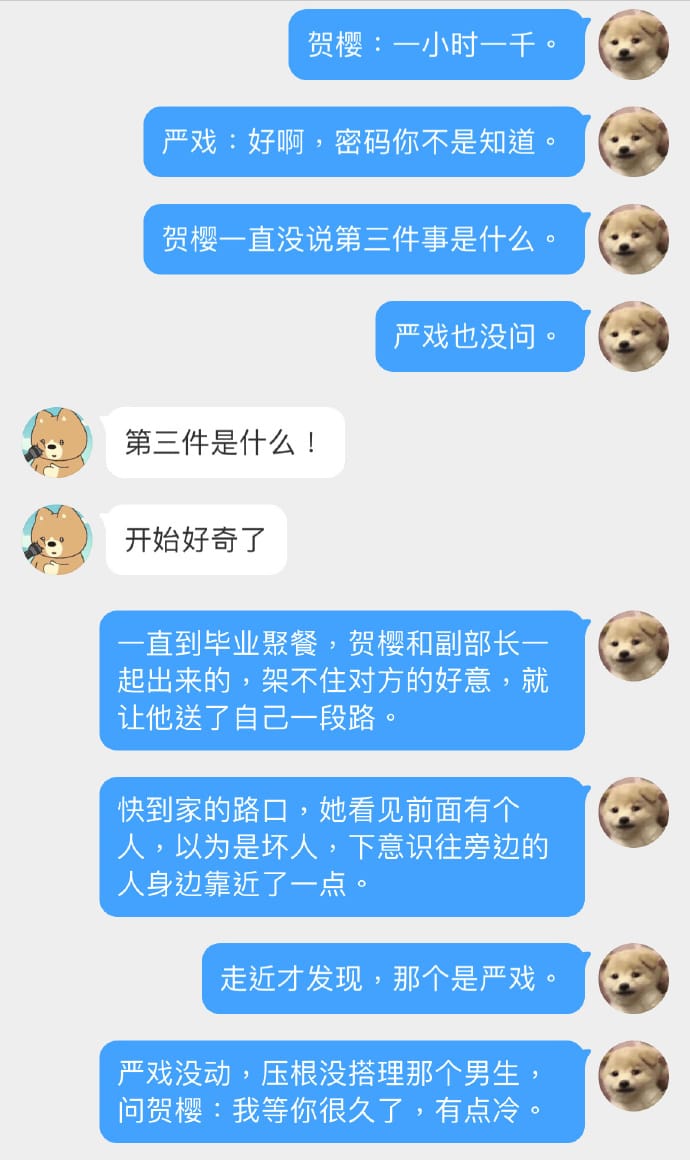 贺樱：一小时一千。
严戏：好啊，密码你不是知道。
贺樱一直没说第三件事是什么。
严戏也没问。
第三件是什么！
开始好奇了
一直到毕业聚餐，贺樱和副部长一
起出来的，架不住对方的好意，就
让他送了自己一段路。
快到家的路口，她看见前面有个
人，以为是坏人，下意识往旁边的
人身边靠近了一点。
走近才发现，那个是严戏。
严戏没动，压根没搭理那个男生，
问贺樱：我等你很久了，有点冷。